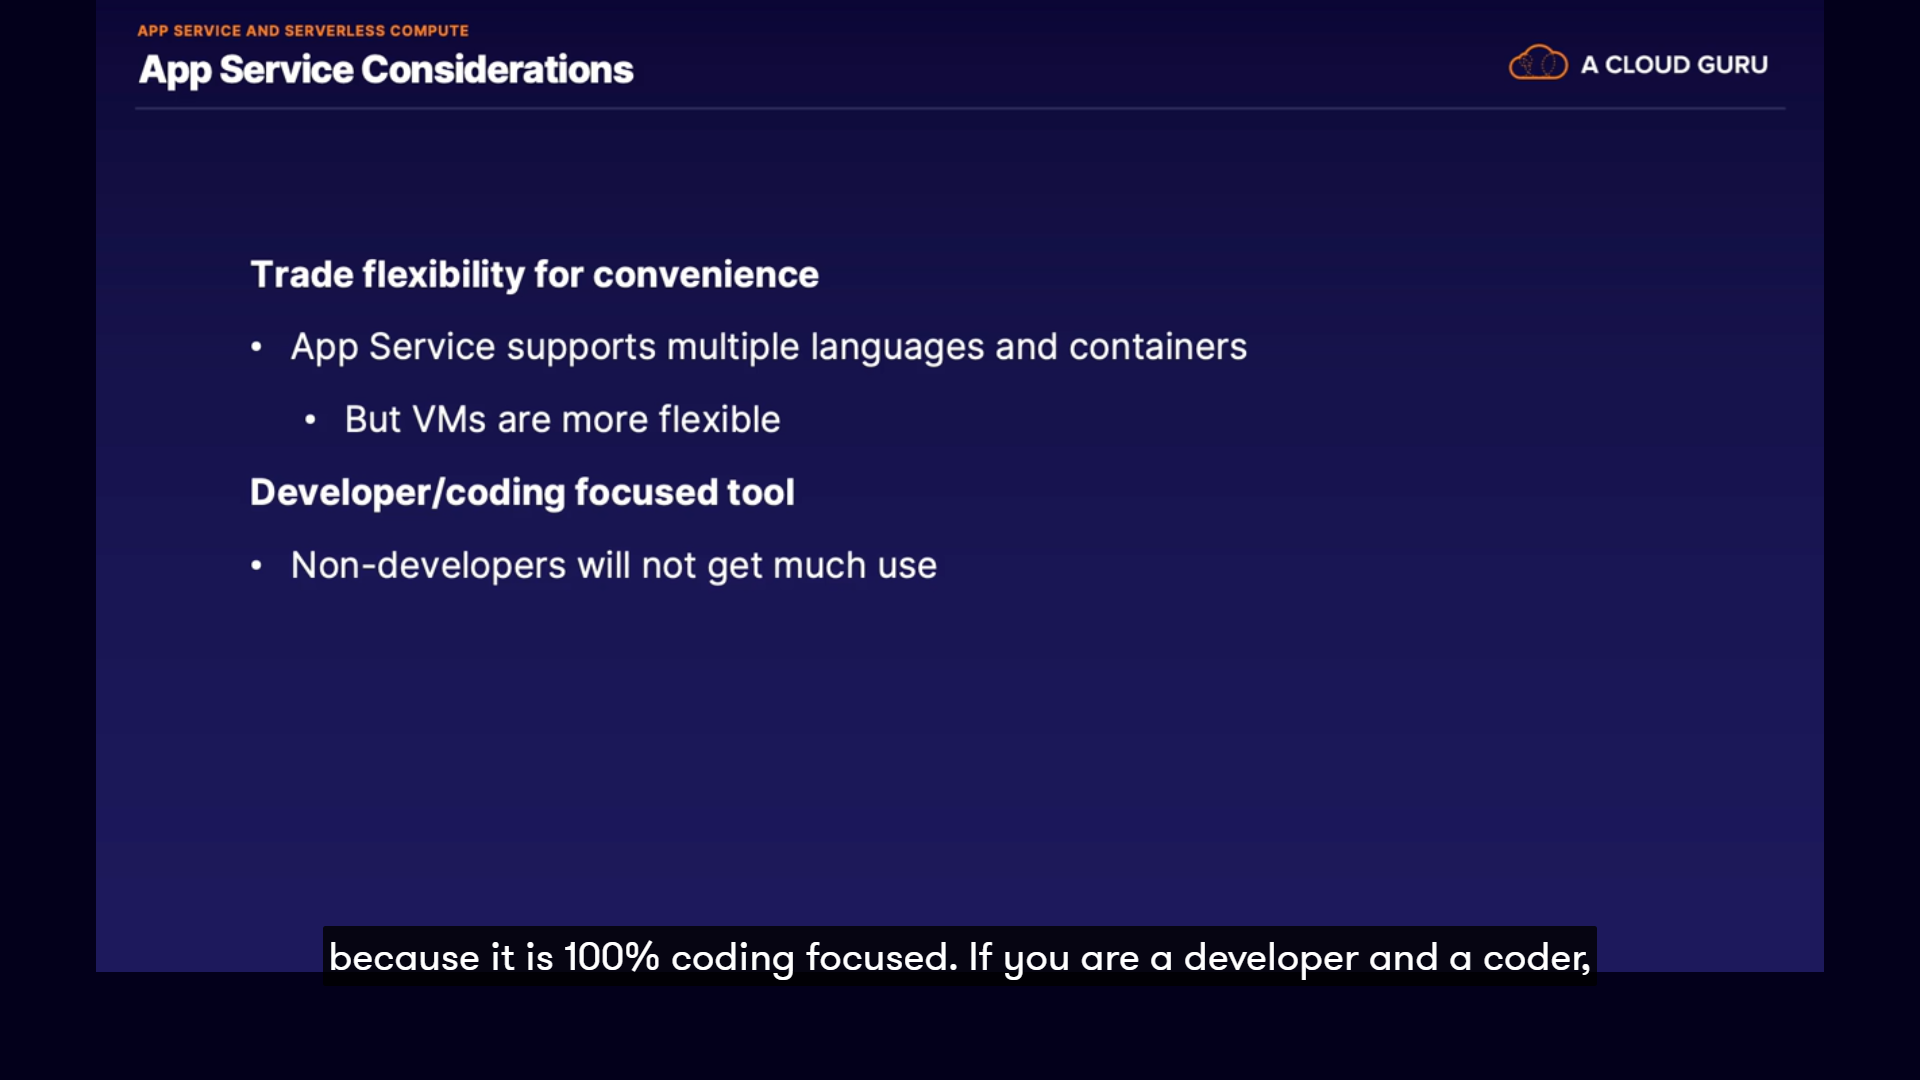 APP SERVICE AND SERVERLESS COMPUTE
App Service Considerations
A CLOUD GURU
Trade flexibility for convenience
• App Service supports multiple languages and containers
• But VMs are more flexible
Developer/coding focused tool
• Non-developers will not get much use
because it is 100% coding focused. If you are a developer and a coder,